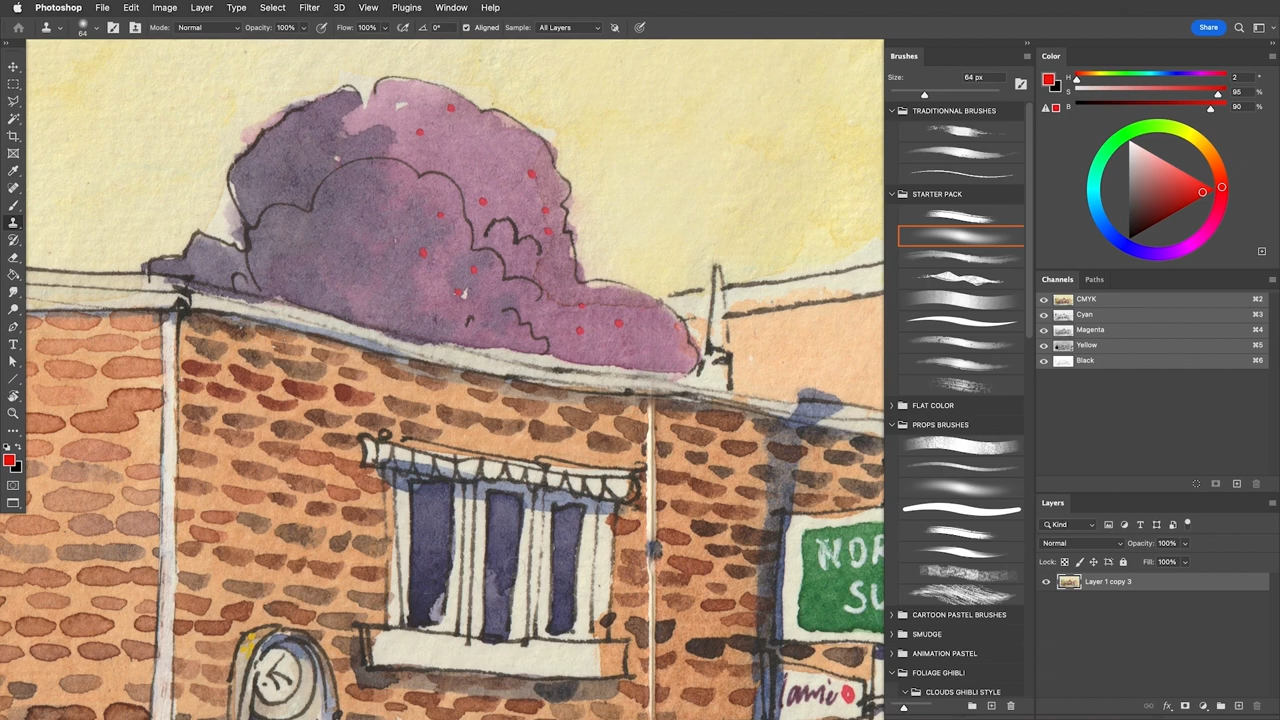 Photoshop File Edit Image Layer Type Select Filter 3D View Plugins Window Help
64 Mode: Normal Opacity: 100% Flow: 100% 0° Aligned Sample: All Layers Share
Brushes
Size: 64 px
TRADITIONNAL BRUSHES
STARTER PACK
FLAT COLOR
PROPS BRUSHES
CARTOON PASTEL BRUSHES
SMUDGE
ANIMATION PASTEL
FOLIAGE GHIBLI
CLOUDS GHIBLI STYLE
Color
H 2 °
S 95 %
B 90 %
Channels Paths
CMYK ⌘2
Cyan ⌘3
Magenta ⌘4
Yellow ⌘5
Black ⌘6
Layers
Kind
Normal Opacity: 100%
Lock: Fill: 100%
Layer 1 copy 3
fx
NOR
SU